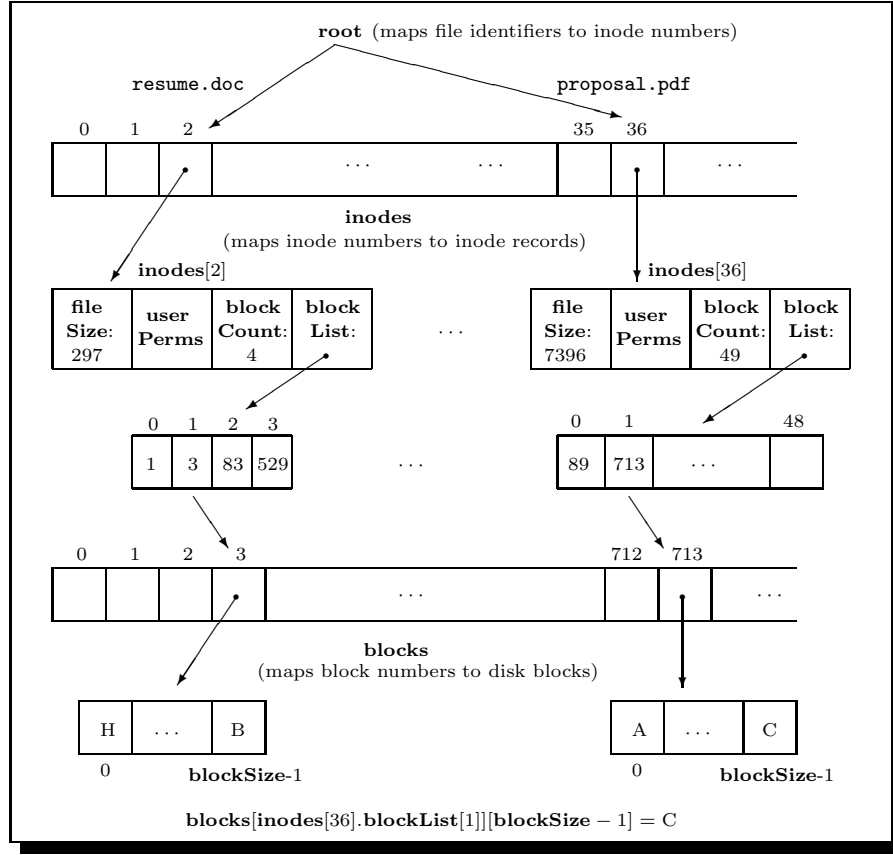 root (maps file identifiers to inode numbers)
resume.doc proposal.pdf
0 1 2 35 36
... ... ...
inodes
(maps inode numbers to inode records)
inodes[2] inodes[36]
file user block block file user block block
Size: Perms Count: List: ... Size: Perms Count: List:
297 4 7396 49
0 1 2 3 0 1 48
1 3 83 529 ... 89 713 ...
0 1 2 3 712 713
... ...
blocks
(maps block numbers to disk blocks)
H ... B A ... C
0 blockSize-1 0 blockSize-1
blocks[inodes[36].blockList[1]][blockSize − 1] = C